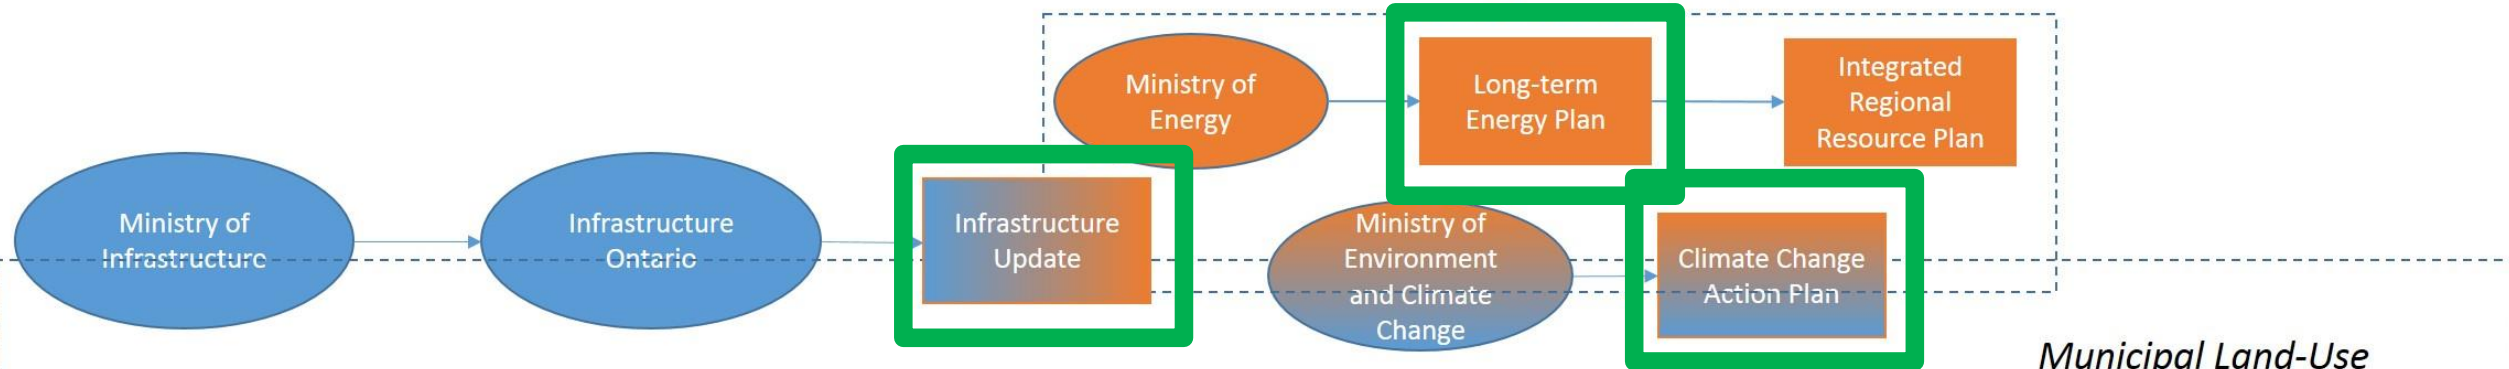 Ministry of
Energy
Long-term
Energy Plan
Integrated
Regional
Resource Plan
Ministry of
Infrastructure
Infrastructure
Ontario
Infrastructure
Update
Ministry of
Environment
and Climate
Change
Climate Change
Action Plan
Municipal Land-Use